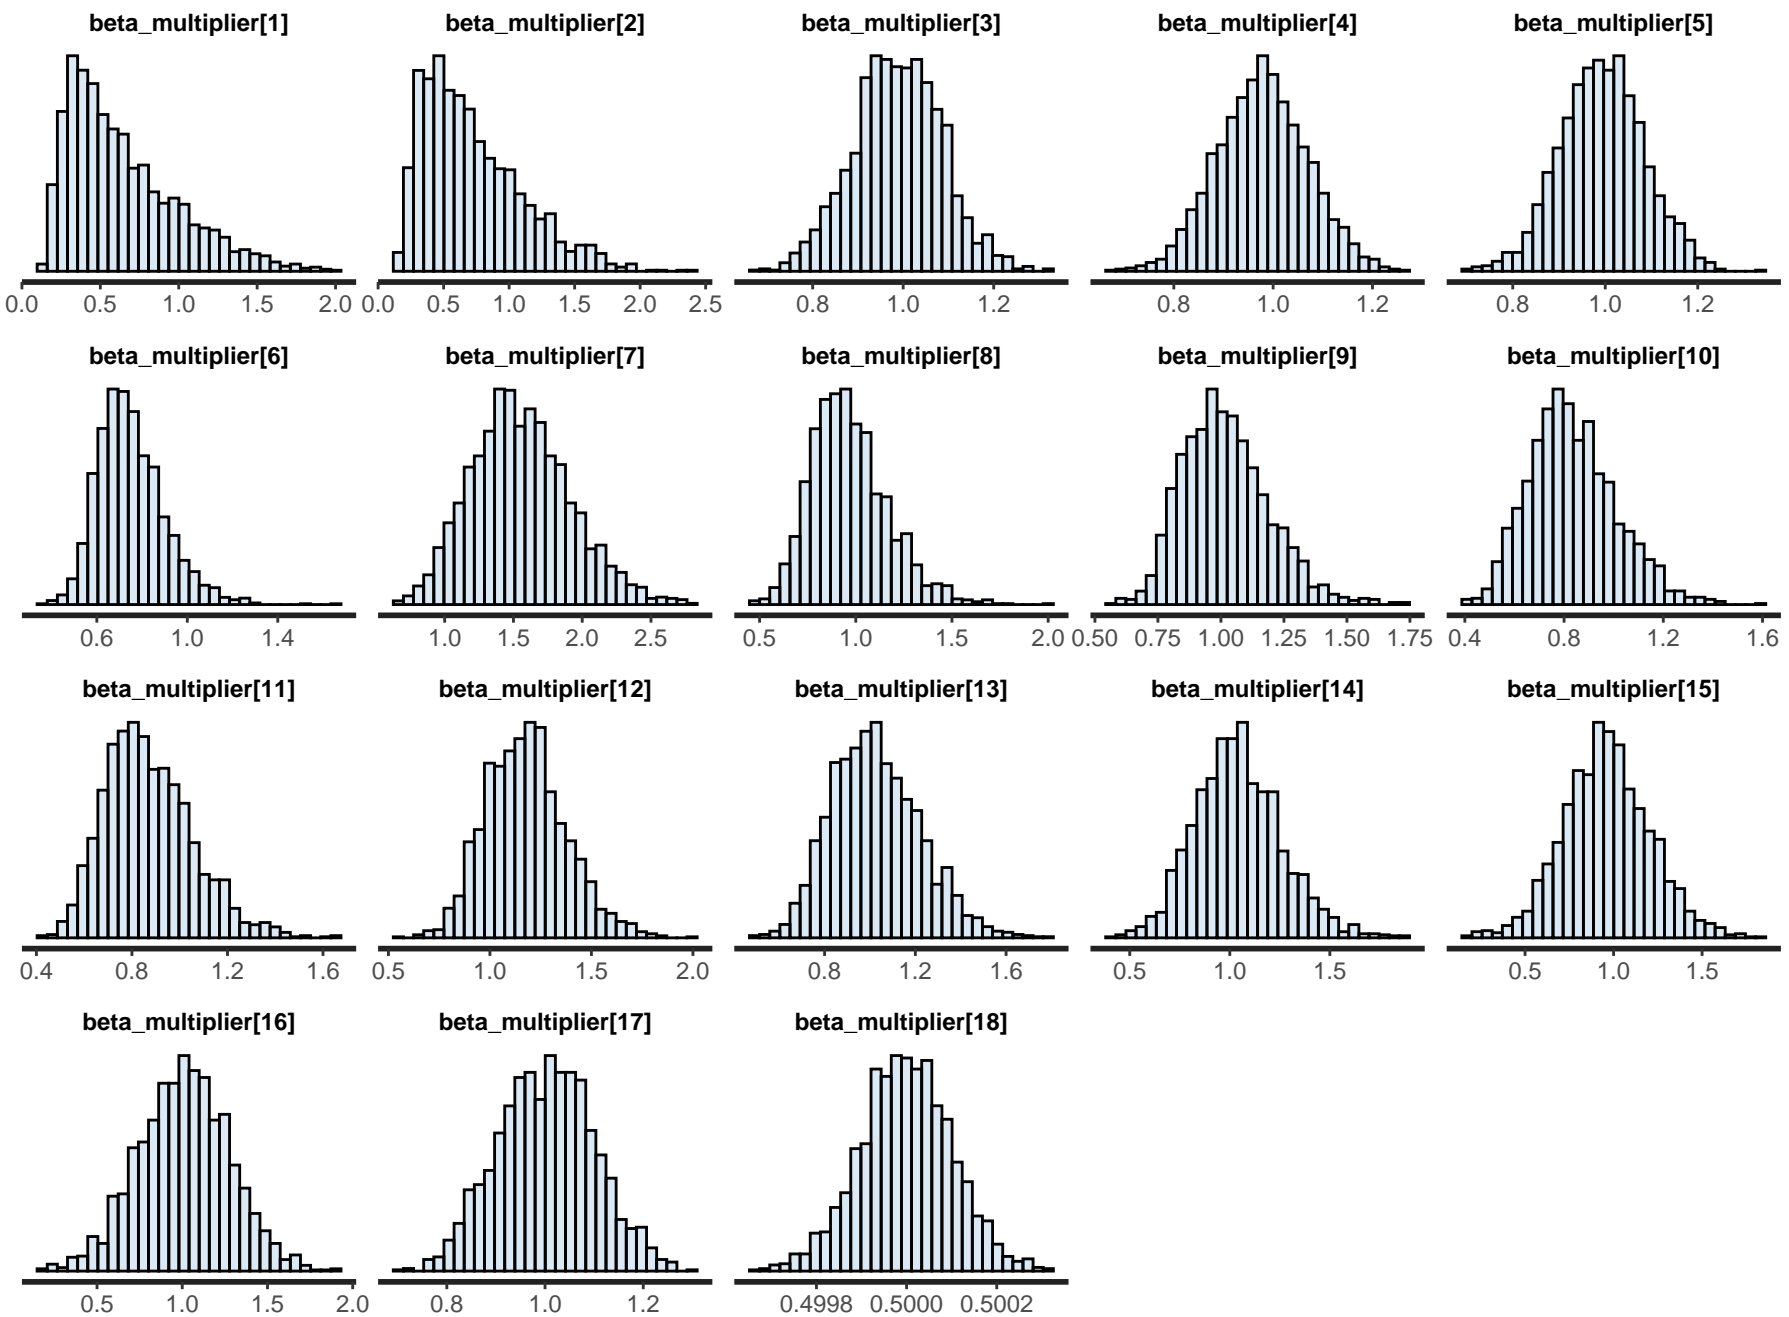 beta_multiplier[1] beta_multiplier[2] beta_multiplier[3] beta_multiplier[4] beta_multiplier[5]
0.0 0.5 1.0 1.5 2.0 0.0 0.5 1.0 1.5 2.0 2.5 0.8 1.0 1.2 0.8 1.0 1.2 0.8 1.0 1.2
beta_multiplier[6] beta_multiplier[7] beta_multiplier[8] beta_multiplier[9] beta_multiplier[10]
0.6 1.0 1.4 1.0 1.5 2.0 2.5 0.5 1.0 1.5 2.0 0.50 0.75 1.00 1.25 1.50 1.75 0.4 0.8 1.2 1.6
beta_multiplier[11] beta_multiplier[12] beta_multiplier[13] beta_multiplier[14] beta_multiplier[15]
0.4 0.8 1.2 1.6 0.5 1.0 1.5 2.0 0.8 1.2 1.6 0.5 1.0 1.5 0.5 1.0 1.5
beta_multiplier[16] beta_multiplier[17] beta_multiplier[18]
0.5 1.0 1.5 2.0 0.8 1.0 1.2 0.4998 0.5000 0.5002